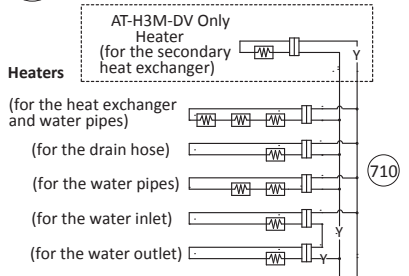 AT-H3M-DV Only
Heater
(for the secondary
heat exchanger)
Y
Heaters
(for the heat exchanger
and water pipes)
(for the drain hose)
710
(for the water pipes)
(for the water inlet)
Y
(for the water outlet)
Y